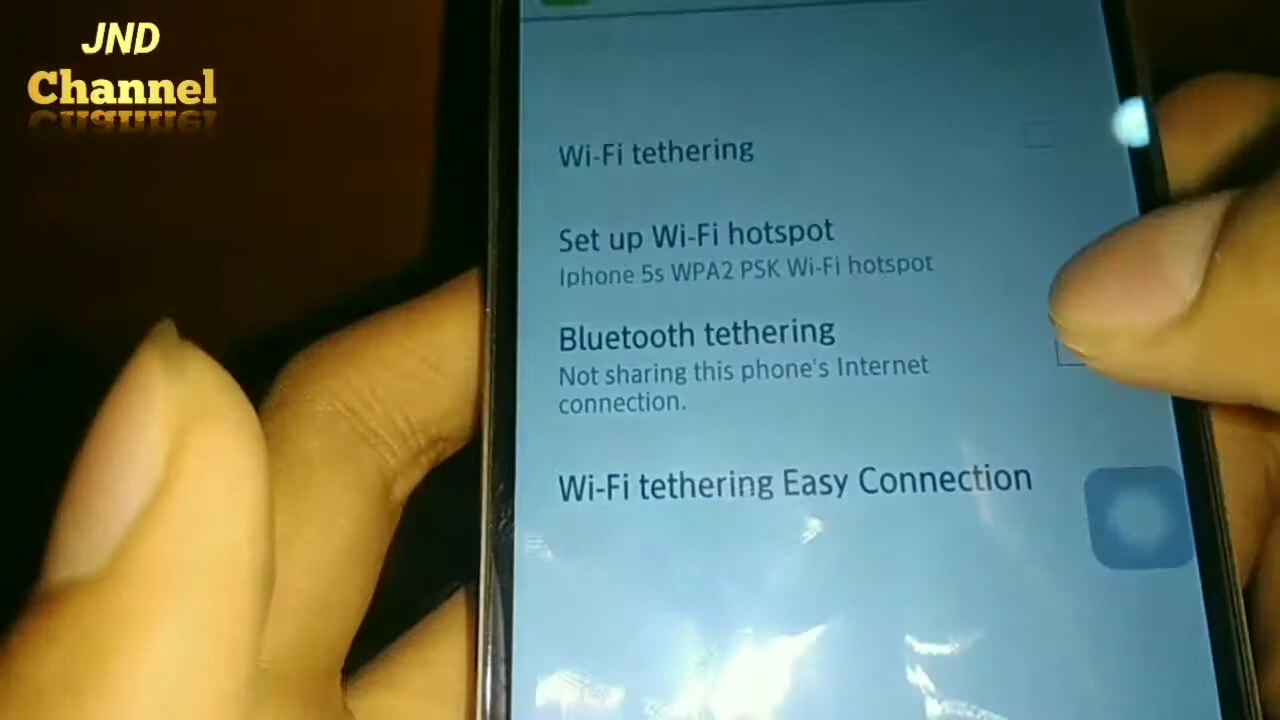 JND
Channel
Wi-Fi tethering
Set up Wi-Fi hotspot
Iphone 5s WPA2 PSK Wi-Fi hotspot
Bluetooth tethering
Not sharing this phone's Internet
connection.
Wi-Fi tethering Easy Connection